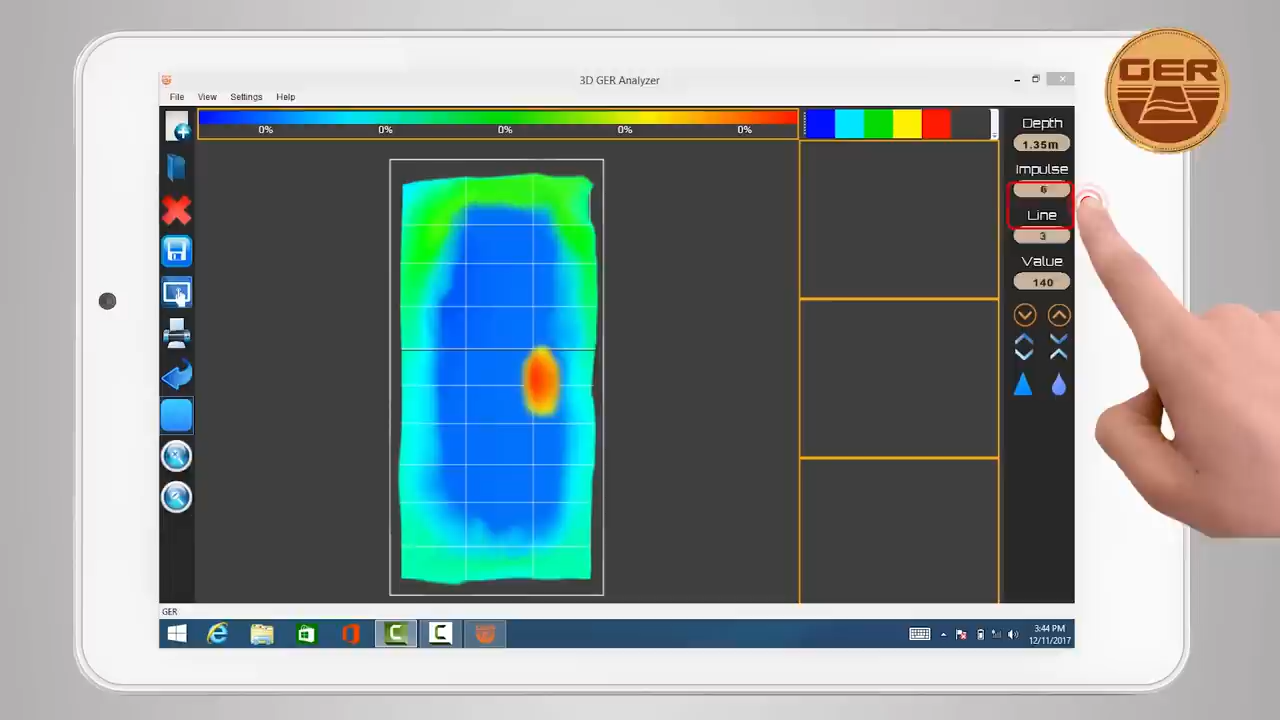 GER
3D GER Analyzer
File View Settings Help
0% 0% 0% 0% 0%
Depth
1.35m
Impulse
6
Line
3
Value
140
GER
3:44 PM
12/11/2017